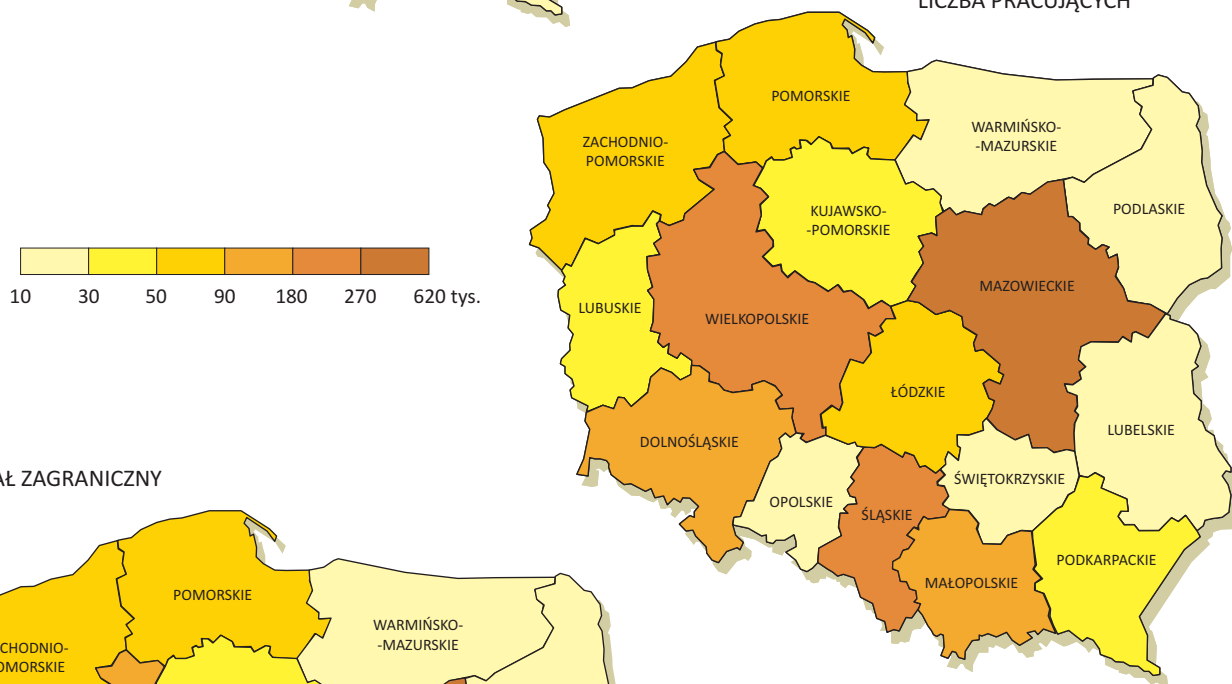 LICZBA PRACUJĄCYCH
POMORSKIE
ZACHODNIO-
POMORSKIE
WARMIŃSKO-
-MAZURSKIE
PODLASKIE
KUJAWSKO-
-POMORSKIE
MAZOWIECKIE
LUBUSKIE
WIELKOPOLSKIE
ŁÓDZKIE
DOLNOŚLĄSKIE
LUBELSKIE
OPOLSKIE
ŚWIĘTOKRZYSKIE
ŚLĄSKIE
PODKARPACKIE
MAŁOPOLSKIE
10 30 50 90 180 270 620 tys.
AŁ ZAGRANICZNY
POMORSKIE
CHODNIO-
OMORSKIE
WARMIŃSKO-
-MAZURSKIE